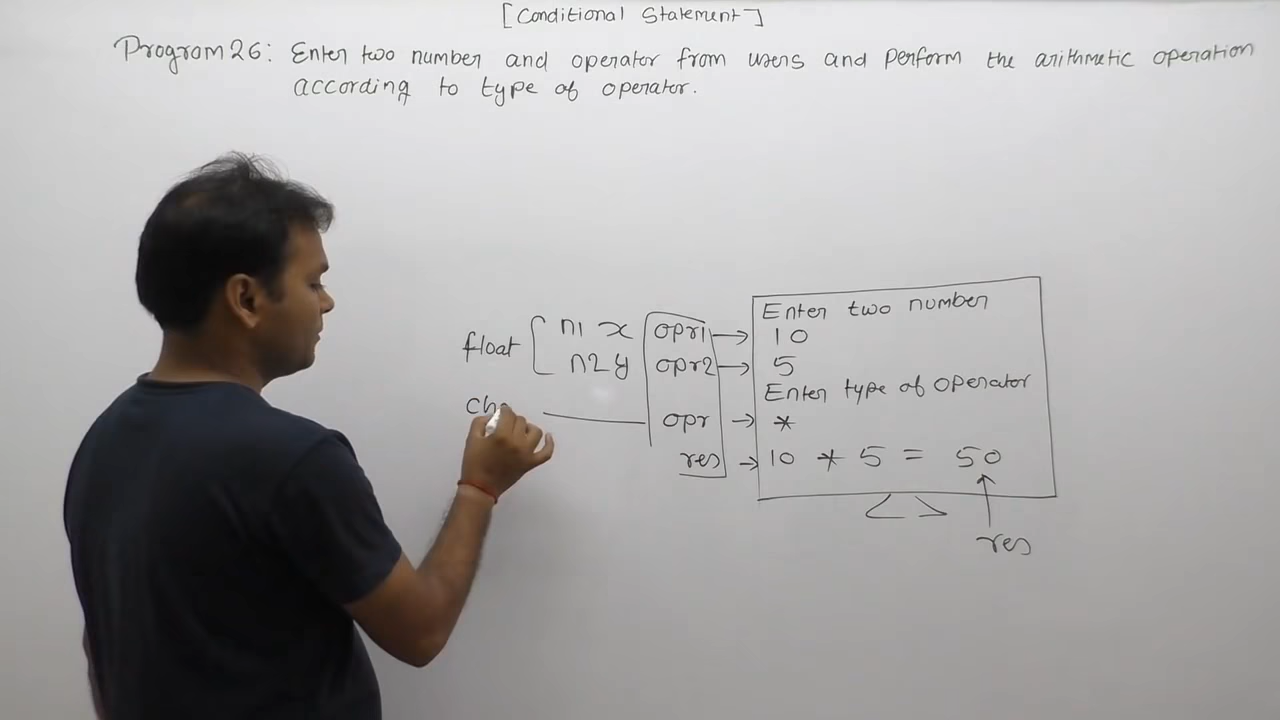 [Conditional Statement]
Program 26: Enter two number and operator from users and perform the arithmetic operation
according to type of operator.
Enter two number
float { n1 x opr1 → 10
n2 y opr2 → 5
Enter type of operator
Ch opr → *
res → 10 * 5 = 50
< >
res